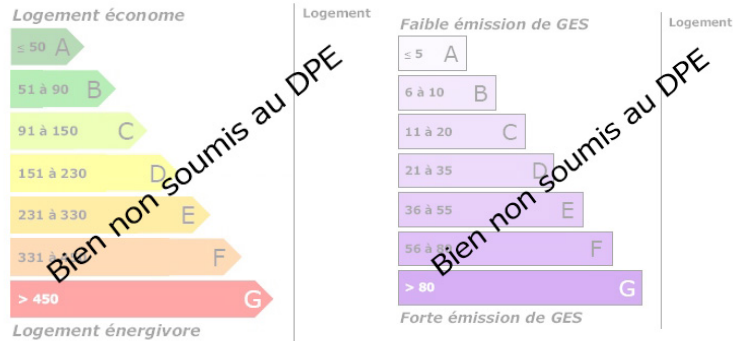 Logement économe
Logement
≤ 50 A
51 à 90 B
91 à 150 C
151 à 230 D
231 à 330 E
331 à F
> 450 G
Logement énergivore
Bien non soumis au DPE
Faible émission de GES
Logement
≤ 5 A
6 à 10 B
11 à 20 C
21 à 35 D
36 à 55 E
56 à 80 F
> 80 G
Forte émission de GES
Bien non soumis au DPE